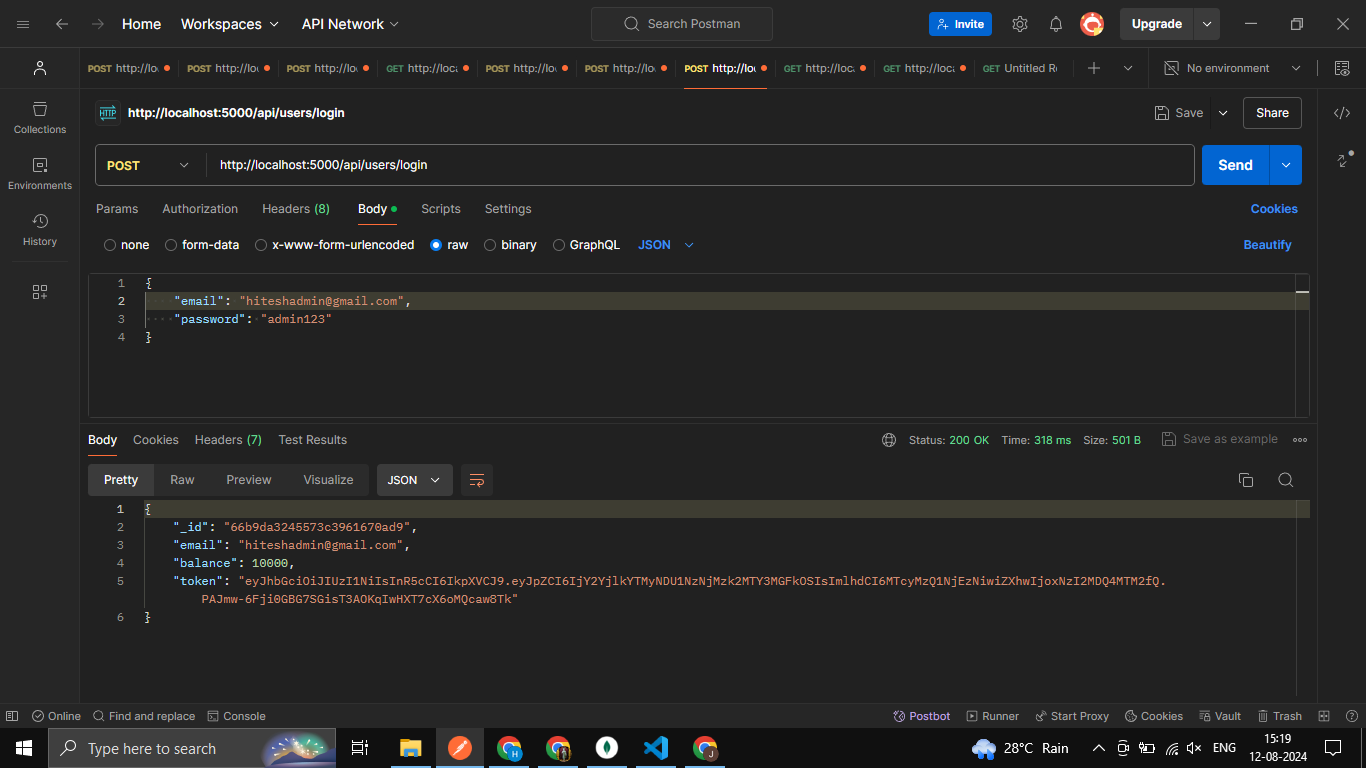 Home Workspaces API Network Search Postman Invite Upgrade
POST http://lo POST http://lo POST http://lo GET http://loca POST http://lo POST http://lo POST http://lo GET http://loca GET http://loca GET Untitled Re No environment
http://localhost:5000/api/users/login Save Share
Collections
POST http://localhost:5000/api/users/login Send
Environments
Params Authorization Headers (8) Body Scripts Settings Cookies
History
none form-data x-www-form-urlencoded raw binary GraphQL JSON Beautify
1 {
2 "email": "hiteshadmin@gmail.com",
3 "password": "admin123"
4 }
Body Cookies Headers (7) Test Results Status: 200 OK Time: 318 ms Size: 501 B Save as example
Pretty Raw Preview Visualize JSON
1 {
2 "_id": "66b9da3245573c3961670ad9",
3 "email": "hiteshadmin@gmail.com",
4 "balance": 10000,
5 "token": "eyJhbGciOiJIUzI1NiIsInR5cCI6IkpXVCJ9.eyJpZCI6IjY2YjlkYTMyNDU1NzNjMzk2MTY3MGFkOSIsImlhdCI6MTcyMzQ1NjEzNiwiZXhwIjoxNzI2MDQ4MTM2fQ.
PAJmw-6Fji0GBG7SGisT3AOKqIwHXT7cX6oMQcaw8Tk"
6 }
Online Find and replace Console Postbot Runner Start Proxy Cookies Vault Trash
Type here to search 28°C Rain ENG 15:19
12-08-2024